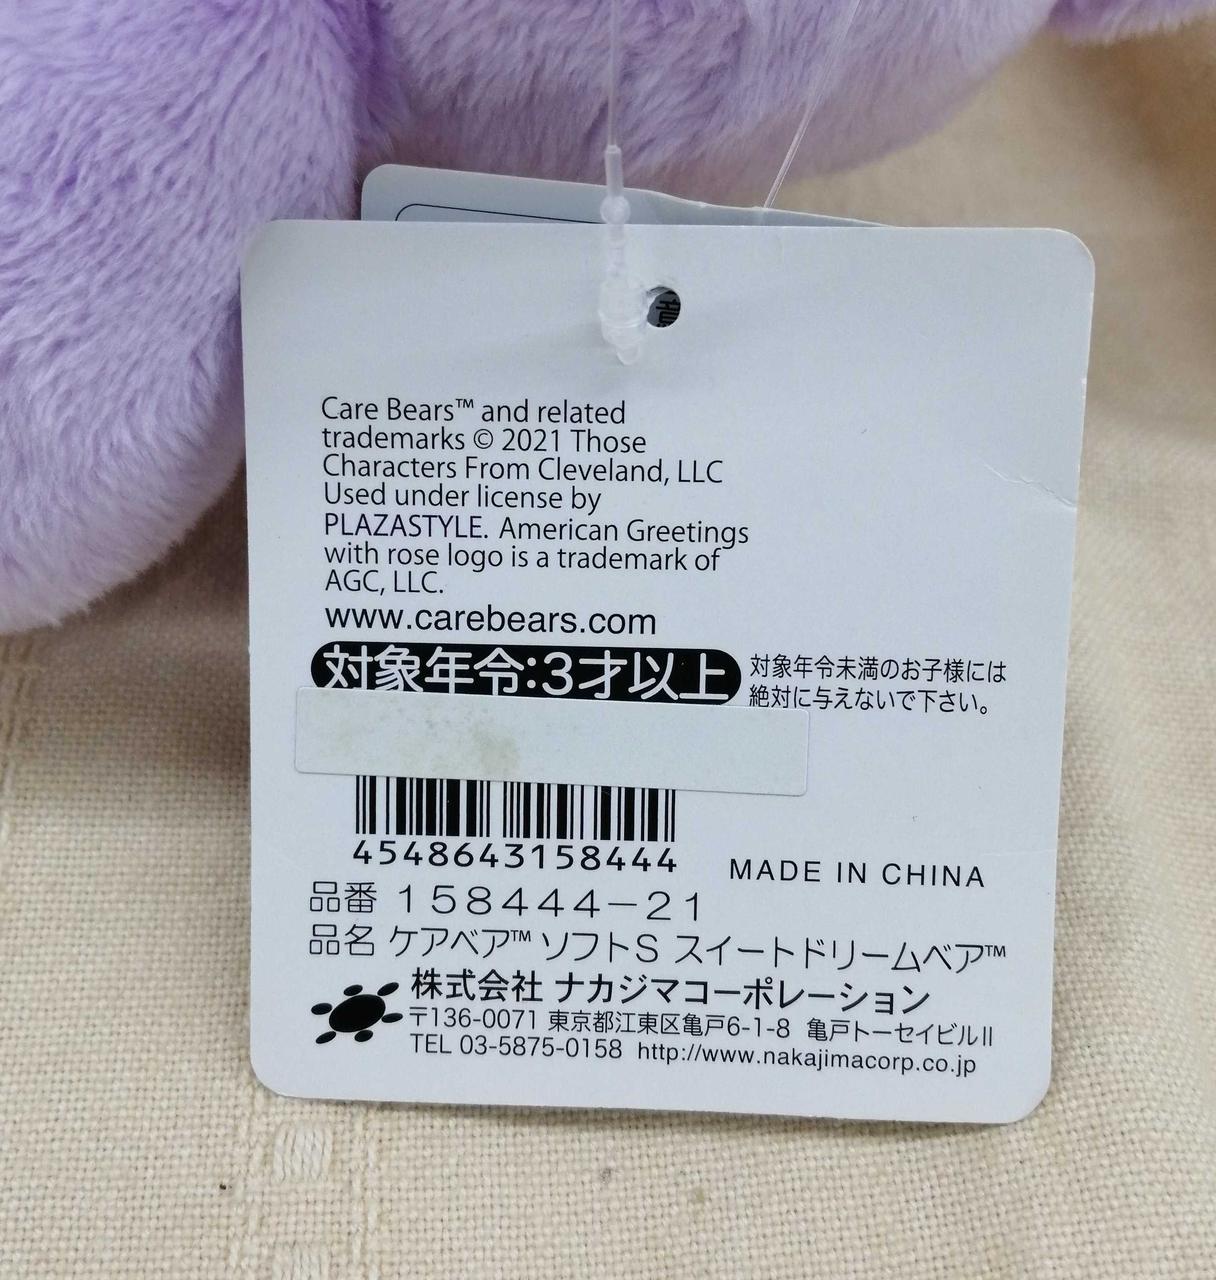 Care Bears™ and related
trademarks © 2021 Those
Characters From Cleveland, LLC
Used under license by
PLAZASTYLE. American Greetings
with rose logo is a trademark of
AGC, LLC.
www.carebears.com
対象年令:3才以上
対象年令未満のお子様には
絶対に与えないで下さい。
4548643158444
MADE IN CHINA
品番 158444-21
品名 ケアベア™ ソフトS スイートドリームベア™
株式会社 ナカジマコーポレーション
〒136-0071 東京都江東区亀戸6-1-8 亀戸トーセイビルII
TEL 03-5875-0158 http://www.nakajimacorp.co.jp